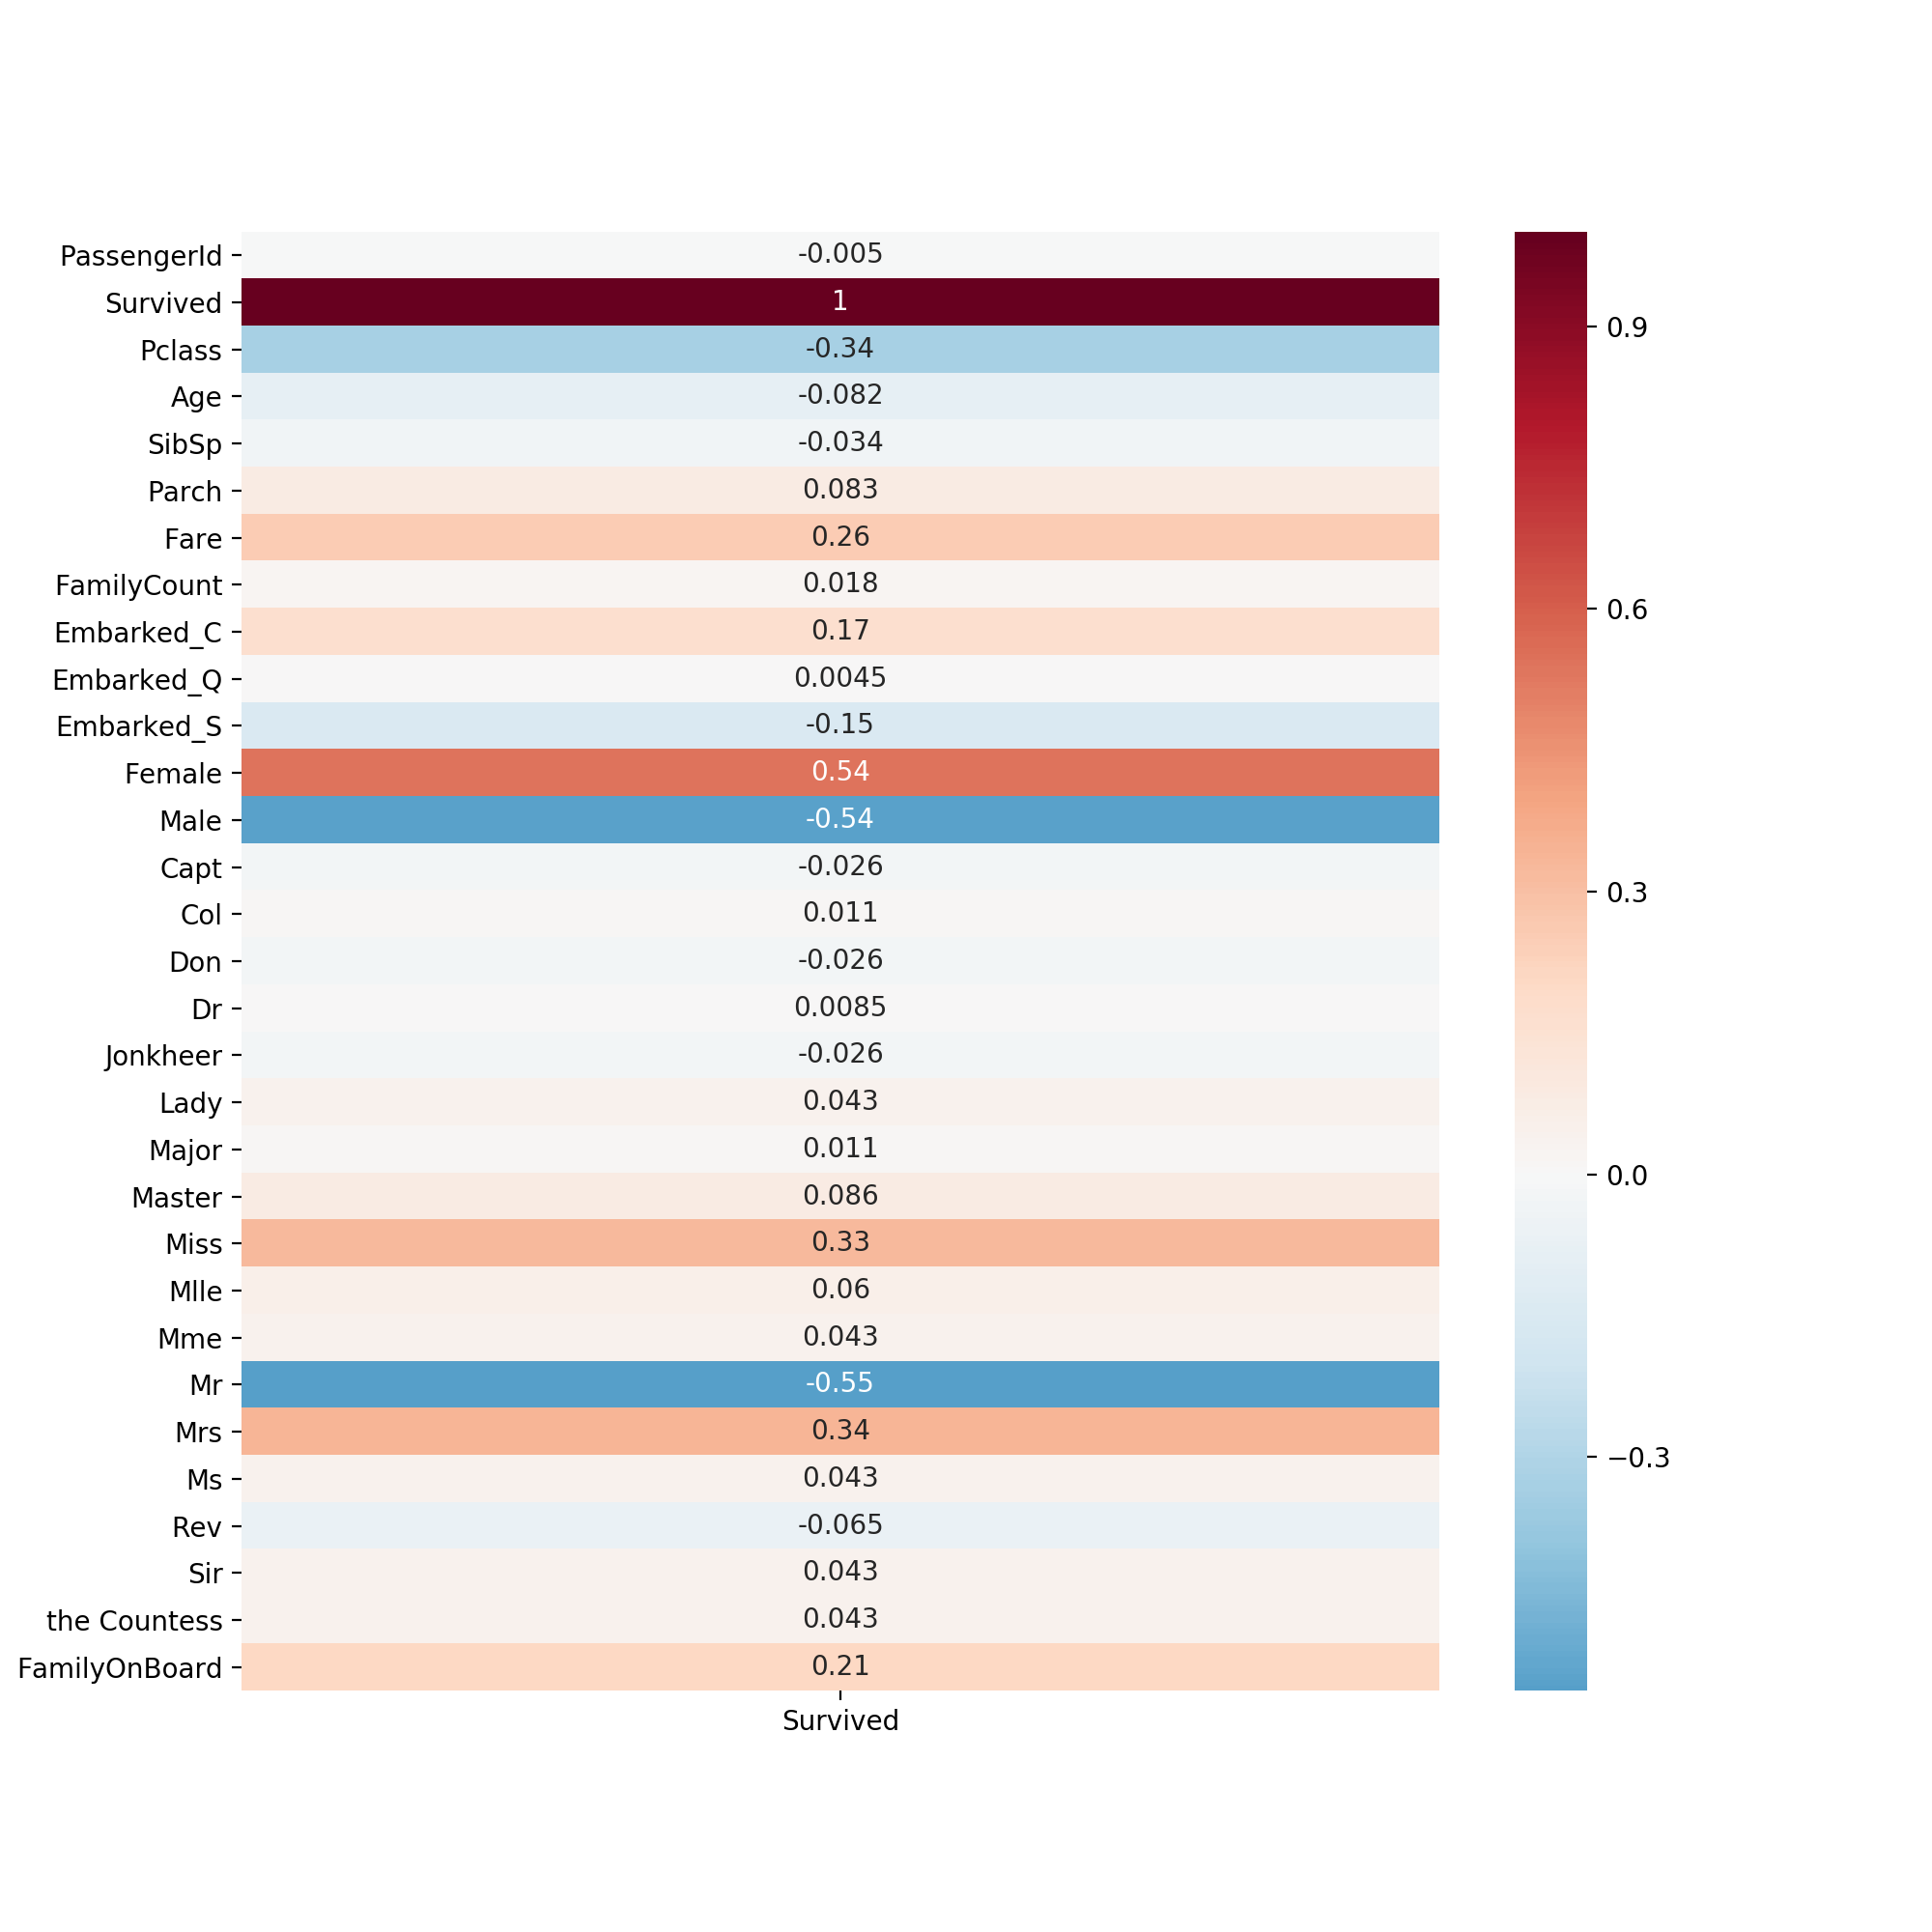 PassengerId -0.005
Survived 1
Pclass -0.34
Age -0.082
SibSp -0.034
Parch 0.083
Fare 0.26
FamilyCount 0.018
Embarked_C 0.17
Embarked_Q 0.0045
Embarked_S -0.15
Female 0.54
Male -0.54
Capt -0.026
Col 0.011
Don -0.026
Dr 0.0085
Jonkheer -0.026
Lady 0.043
Major 0.011
Master 0.086
Miss 0.33
Mlle 0.06
Mme 0.043
Mr -0.55
Mrs 0.34
Ms 0.043
Rev -0.065
Sir 0.043
the Countess 0.043
FamilyOnBoard 0.21
Survived
0.9
0.6
0.3
0.0
−0.3